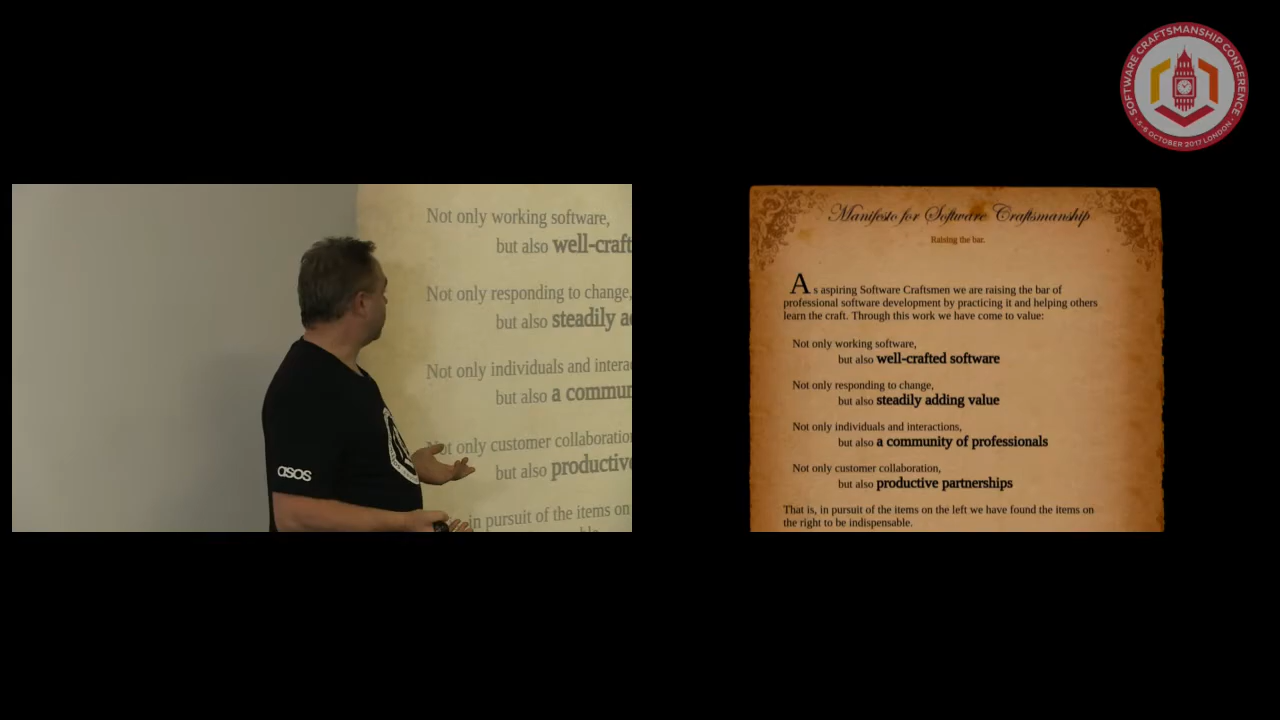 SOFTWARE CRAFTSMANSHIP CONFERENCE
· 5-6 OCTOBER 2017 LONDON ·
Not only working software,
but also well-craft
Not only responding to change,
but also steadily a
Not only individuals and intera
but also a commun
Not only customer collaboration
but also productive
in pursuit of the items on
asos
Manifesto for Software Craftsmanship
Raising the bar.
As aspiring Software Craftsmen we are raising the bar of
professional software development by practicing it and helping others
learn the craft. Through this work we have come to value:
Not only working software,
but also well-crafted software
Not only responding to change,
but also steadily adding value
Not only individuals and interactions,
but also a community of professionals
Not only customer collaboration,
but also productive partnerships
That is, in pursuit of the items on the left we have found the items on
the right to be indispensable.